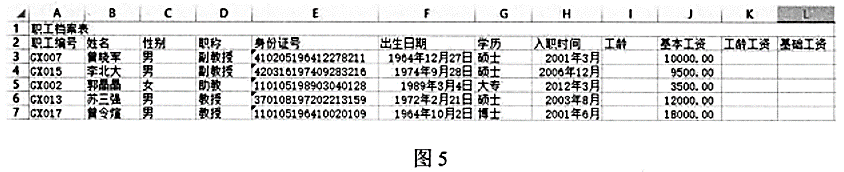 A B C D E F G H I J K L
1 职工档案表
2 职工编号 姓名 性别 职称 身份证号 出生日期 学历 入职时间 工龄 基本工资 工龄工资 基础工资
3 GX007 曾晓军 男 副教授 410205196412278211 1964年12月27日 硕士 2001年3月 10000.00
4 GX015 李北大 男 副教授 420316197409283216 1974年9月28日 硕士 2006年12月 9500.00
5 GX002 郭晶晶 女 助教 110105198903040128 1989年3月4日 大专 2012年3月 3500.00
6 GX013 苏三强 男 教授 370108197202213159 1972年2月21日 硕士 2003年8月 12000.00
7 GX017 曾令煊 男 教授 110105196410020109 1964年10月2日 博士 2001年6月 18000.00
图 5